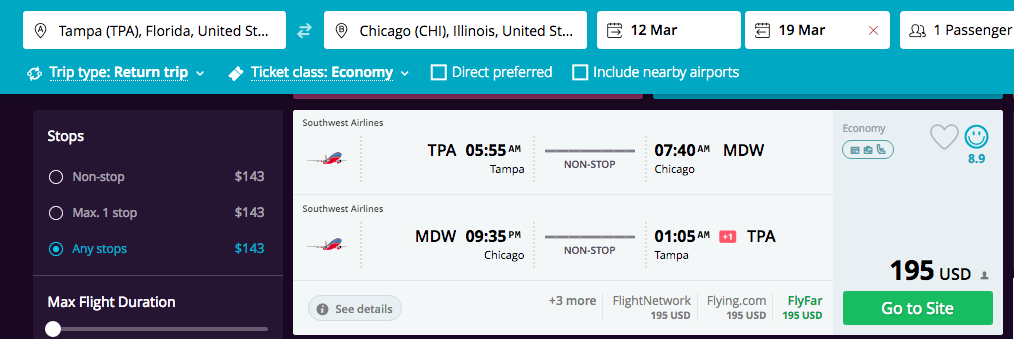 A Tampa (TPA), Florida, United St...
B Chicago (CHI), Illinois, United St...
12 Mar
19 Mar
1 Passenger
Trip type: Return trip
Ticket class: Economy
Direct preferred
Include nearby airports
Stops
Non-stop $143
Max. 1 stop $143
Any stops $143
Max Flight Duration
Southwest Airlines
TPA 05:55 AM
Tampa
NON-STOP
07:40 AM MDW
Chicago
Southwest Airlines
MDW 09:35 PM
Chicago
NON-STOP
01:05 AM +1 TPA
Tampa
See details
+3 more
FlightNetwork
195 USD
Flying.com
195 USD
FlyFar
195 USD
Economy
8.9
195 USD
Go to Site